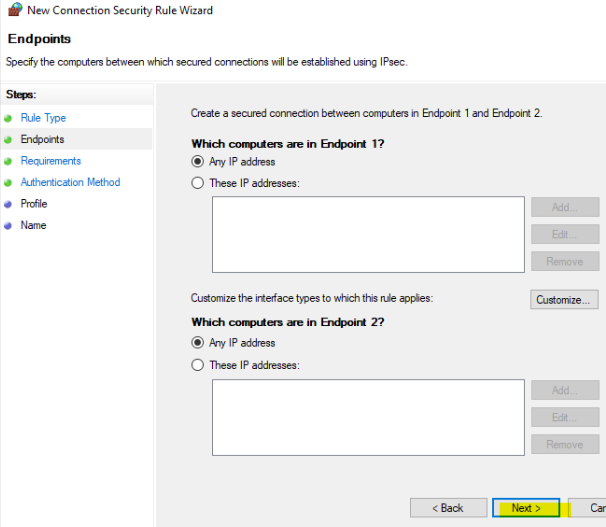 New Connection Security Rule Wizard
Endpoints
Specify the computers between which secured connections will be established using IPsec.
Steps:
Rule Type
Endpoints
Requirements
Authentication Method
Profile
Name
Create a secured connection between computers in Endpoint 1 and Endpoint 2.
Which computers are in Endpoint 1?
Any IP address
These IP addresses:
Add...
Edit...
Remove
Customize the interface types to which this rule applies:
Customize...
Which computers are in Endpoint 2?
Any IP address
These IP addresses:
Add...
Edit...
Remove
< Back
Next >
Can